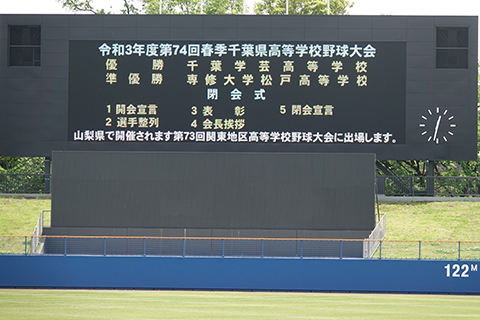 令和3年度第74回春季千葉県高等学校野球大会
優勝 千葉学芸高等学校
準優勝 専修大学松戸高等学校
閉会式
1 開会宣言 3 表彰 5 閉会宣言
2 選手整列 4 会長挨拶
山梨県で開催されます第73回関東地区高等学校野球大会に出場します。
122M